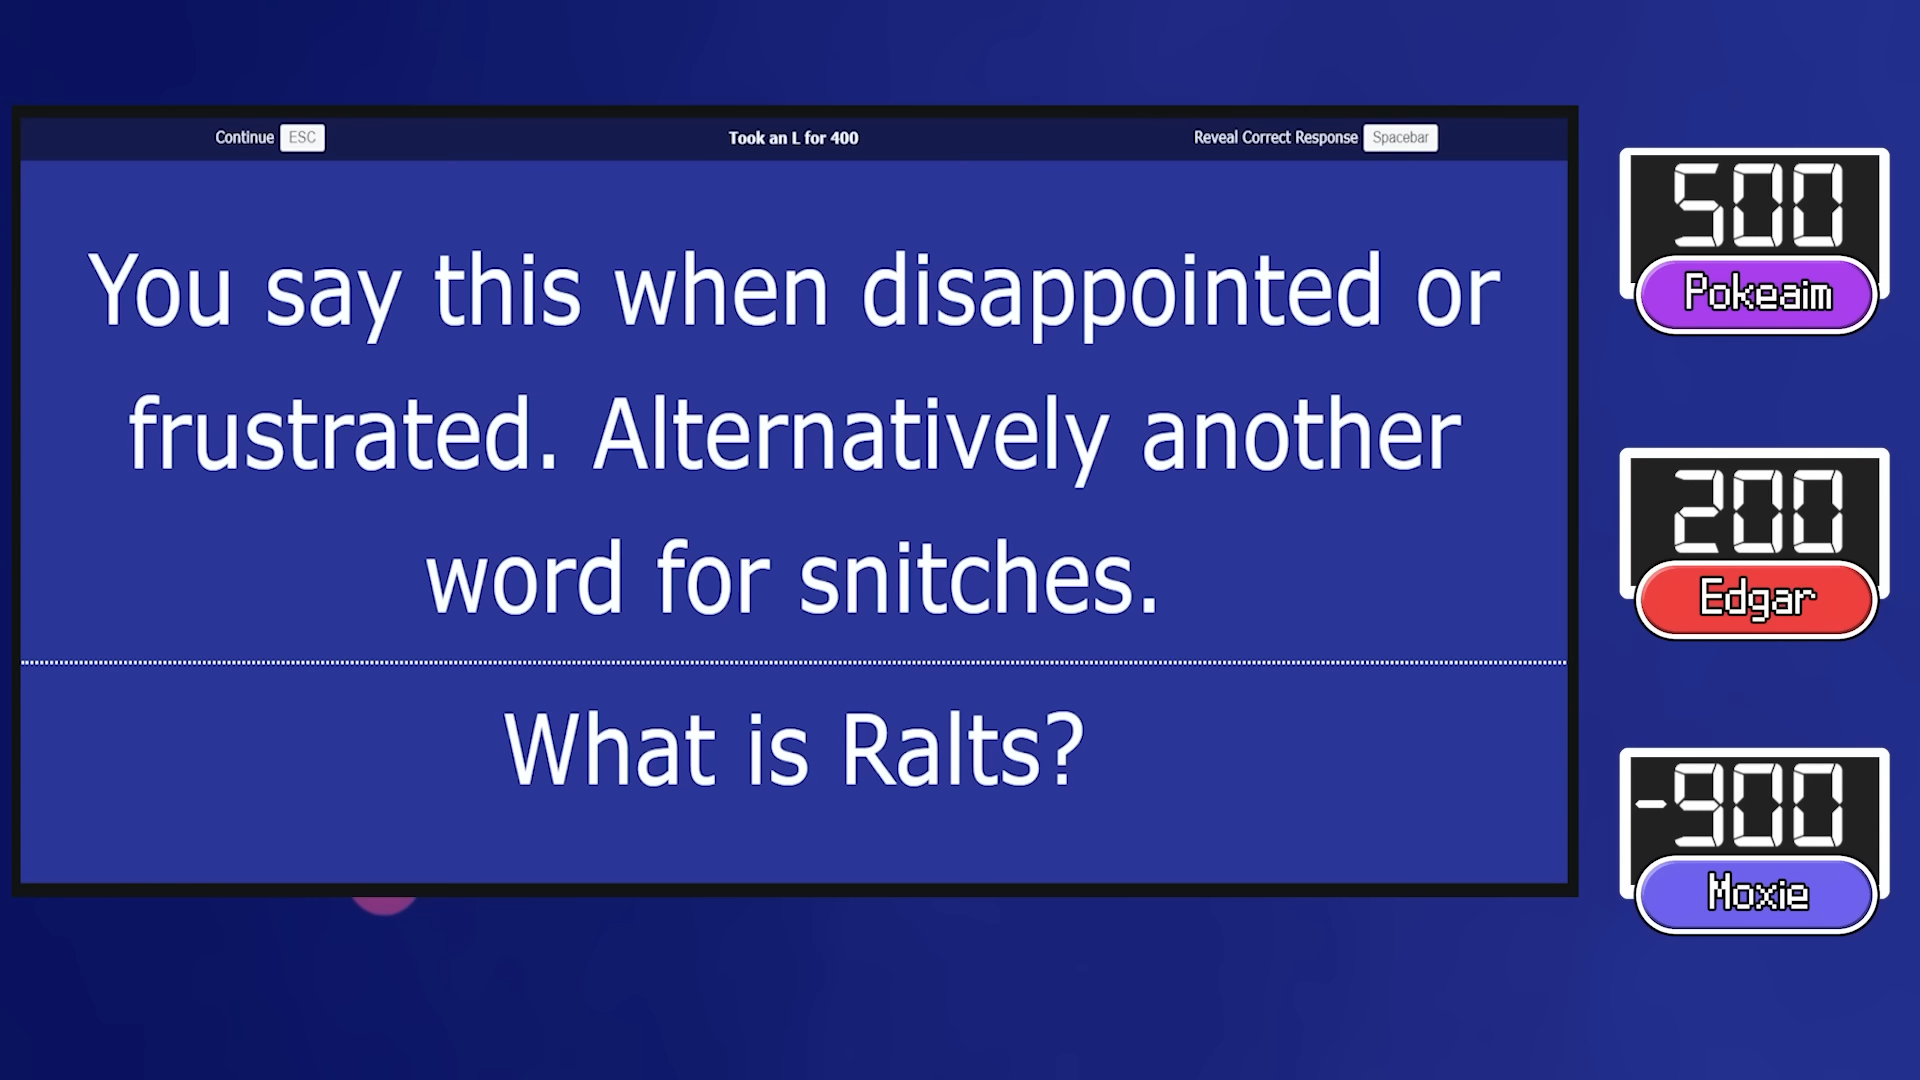 Continue ESC
Took an L for 400
Reveal Correct Response Spacebar
You say this when disappointed or
frustrated. Alternatively another
word for snitches.
What is Ralts?
500
Pokeaim
200
Edgar
-900
Moxie